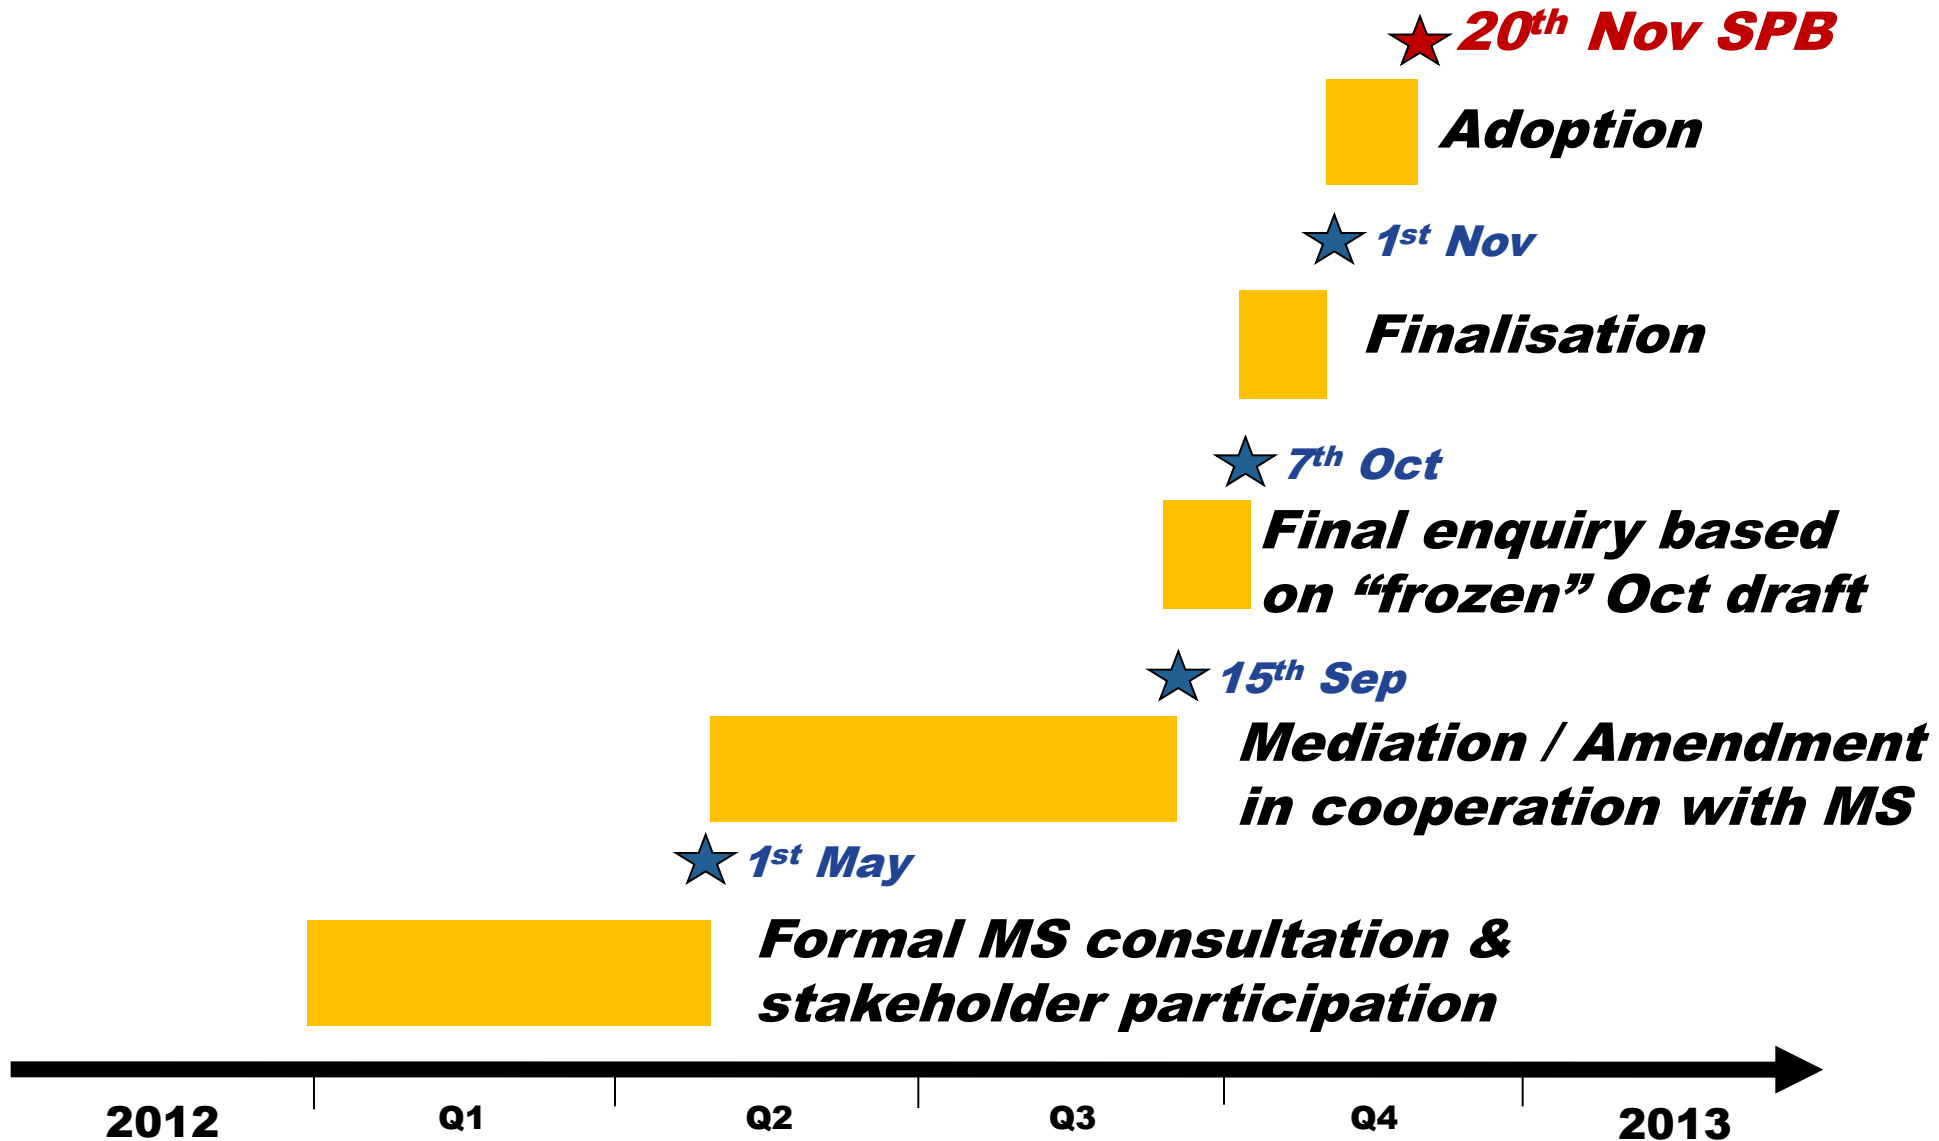 20th Nov SPB
Adoption
1st Nov
Finalisation
7th Oct
Final enquiry based
on “frozen” Oct draft
15th Sep
Mediation / Amendment
in cooperation with MS
1st May
Formal MS consultation &
stakeholder participation
2012 Q1 Q2 Q3 Q4 2013